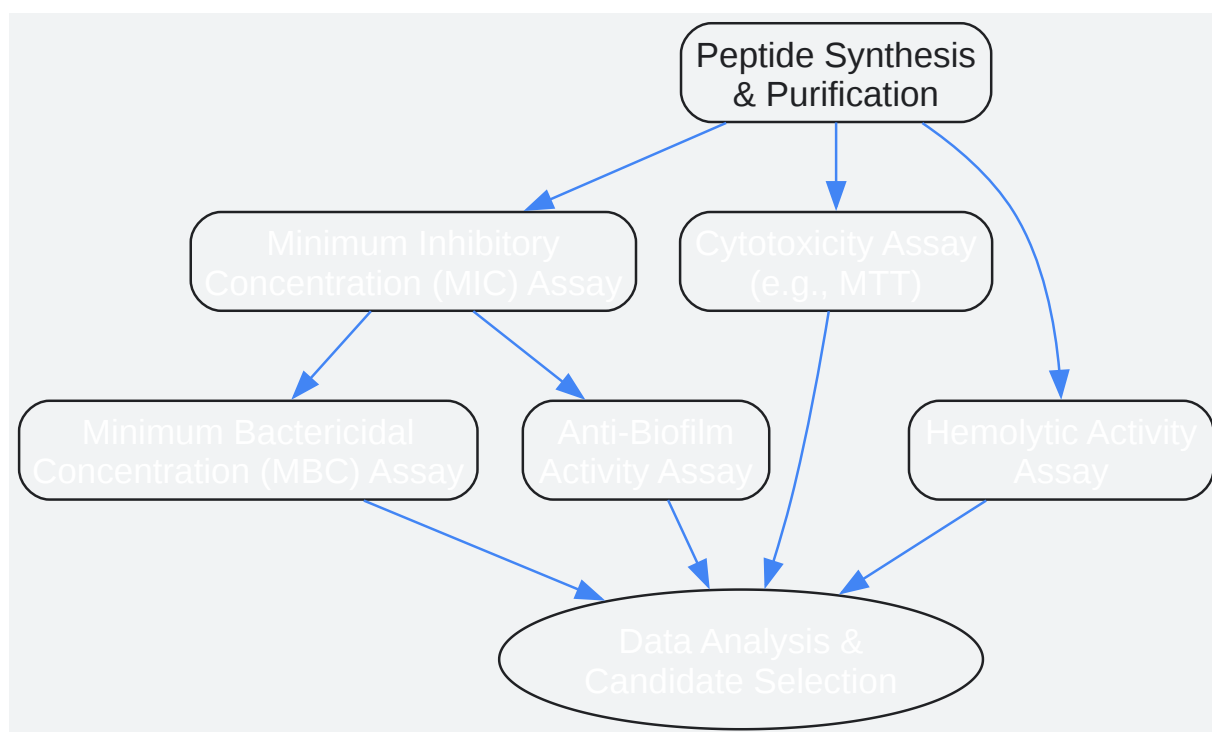 Peptide Synthesis
& Purification
Minimum Inhibitory
Concentration (MIC) Assay
Cytotoxicity Assay
(e.g., MTT)
Minimum Bactericidal
Concentration (MBC) Assay
Anti-Biofilm
Activity Assay
Hemolytic Activity
Assay
Data Analysis &
Candidate Selection